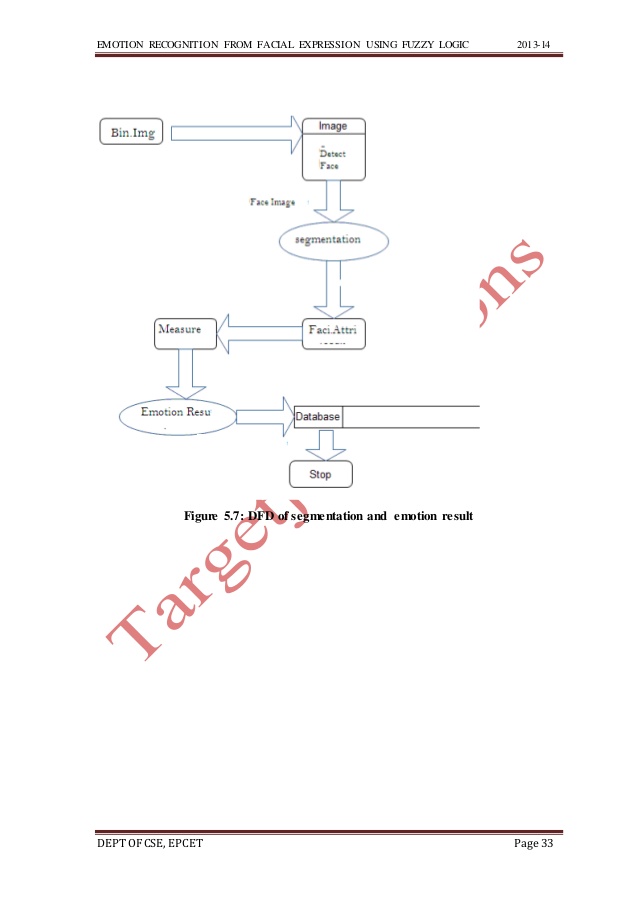 EMOTION RECOGNITION FROM FACIAL EXPRESSION USING FUZZY LOGIC 2013-14
Bin.Img
Image
Detect
Face
Face Image
segmentation
Measure
Faci.Attri
Emotion Resu
Database
Stop
Figure 5.7: DFD of segmentation and emotion result
DEPT OF CSE, EPCET Page 33